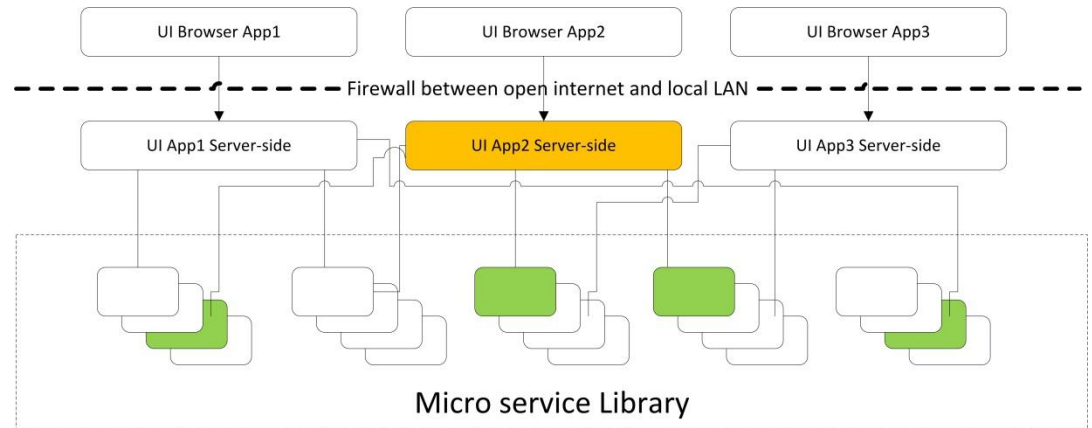 UI Browser App1
UI Browser App2
UI Browser App3
Firewall between open internet and local LAN
UI App1 Server-side
UI App2 Server-side
UI App3 Server-side
Micro service Library